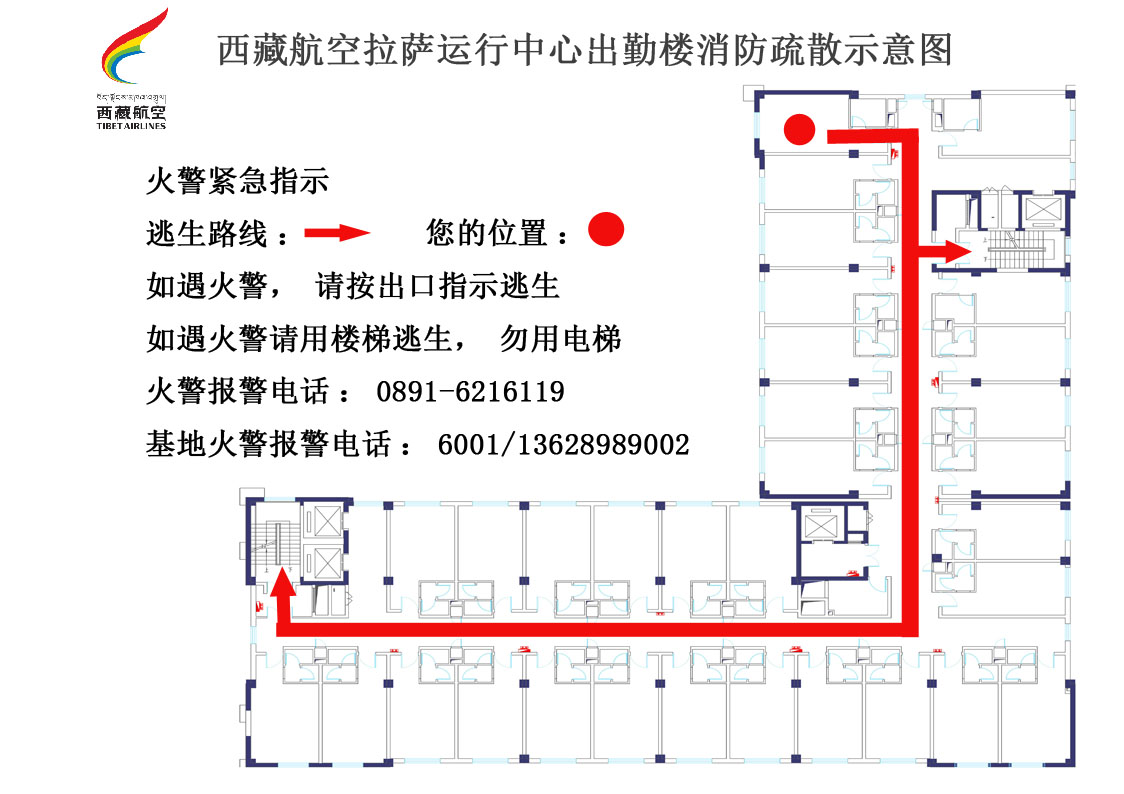 西藏航空拉萨运行中心出勤楼消防疏散示意图
西藏航空
TIBET AIRLINES
火警紧急指示
逃生路线：
您的位置：
如遇火警， 请按出口指示逃生
如遇火警请用楼梯逃生， 勿用电梯
火警报警电话： 0891-6216119
基地火警报警电话： 6001/13628989002
上
下
上
下